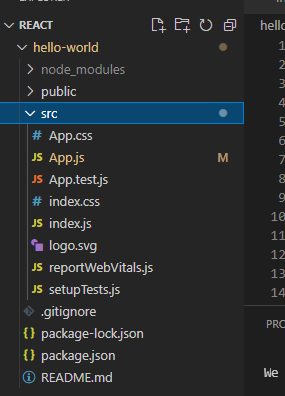 REACT
hello-world
node_modules
public
src
# App.css
JS App.js M
JS App.test.js
# index.css
JS index.js
logo.svg
JS reportWebVitals.js
JS setupTests.js
.gitignore
{} package-lock.json
{} package.json
README.md
hello
1
2
3
4
5
6
7
8
9
10
11
12
13
14
PRO
We